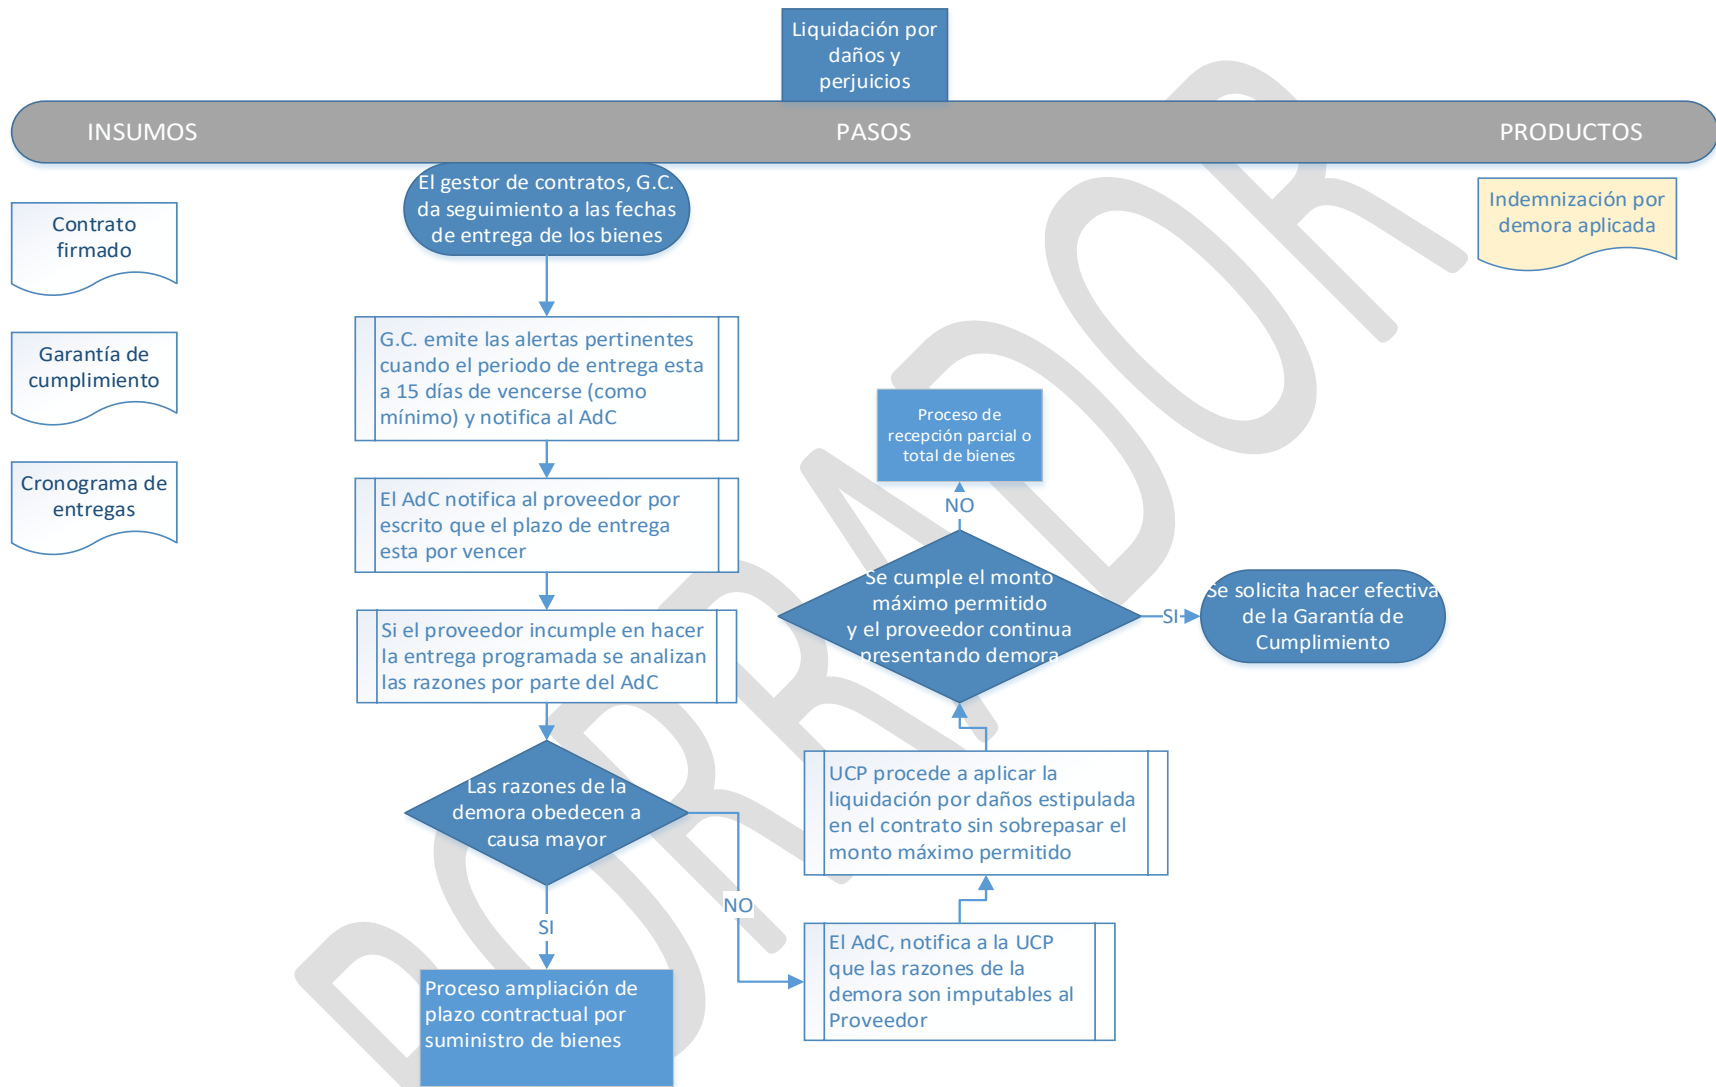 Liquidación por
daños y
perjuicios
INSUMOS
PASOS
PRODUCTOS
Contrato
firmado
Garantía de
cumplimiento
Cronograma de
entregas
El gestor de contratos, G.C.
da seguimiento a las fechas
de entrega de los bienes
G.C. emite las alertas pertinentes
cuando el periodo de entrega esta
a 15 días de vencerse (como
mínimo) y notifica al AdC
El AdC notifica al proveedor por
escrito que el plazo de entrega
esta por vencer
Si el proveedor incumple en hacer
la entrega programada se analizan
las razones por parte del AdC
Las razones de la
demora obedecen a
causa mayor
SI
NO
Proceso ampliación de
plazo contractual por
suministro de bienes
El AdC, notifica a la UCP
que las razones de la
demora son imputables al
Proveedor
UCP procede a aplicar la
liquidación por daños estipulada
en el contrato sin sobrepasar el
monto máximo permitido
Se cumple el monto
máximo permitido
y el proveedor continua
presentando demora
NO
SI
Proceso de
recepción parcial o
total de bienes
Se solicita hacer efectiva
de la Garantía de
Cumplimiento
Indemnización por
demora aplicada
BORRADOR